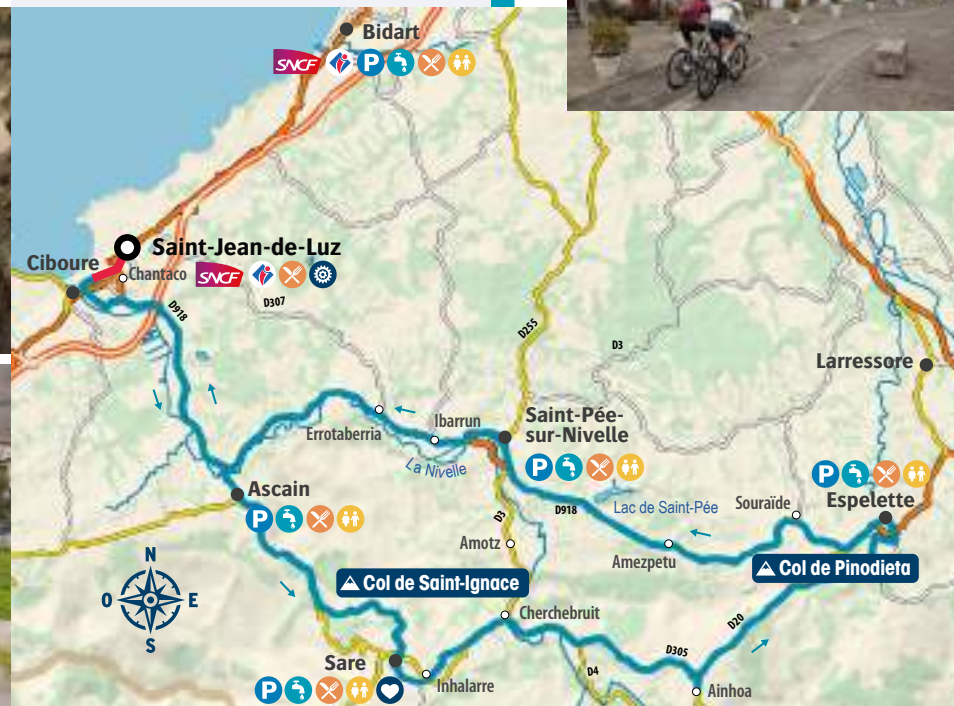 Bidart
SNCF
P
Saint-Jean-de-Luz
Ciboure
Chantaco
SNCF
D307
D918
D255
D3
Larressore
Saint-Pée-
sur-Nivelle
Ibarrun
Errotaberria
La Nivelle
P
P
Espelette
Souraïde
Lac de Saint-Pée
D918
Ascain
P
D3
Amotz
Amezpetu
Col de Pinodieta
N
O
E
S
Col de Saint-Ignace
Cherchebruit
D20
D305
Sare
P
Inhalarre
D4
Ainhoa